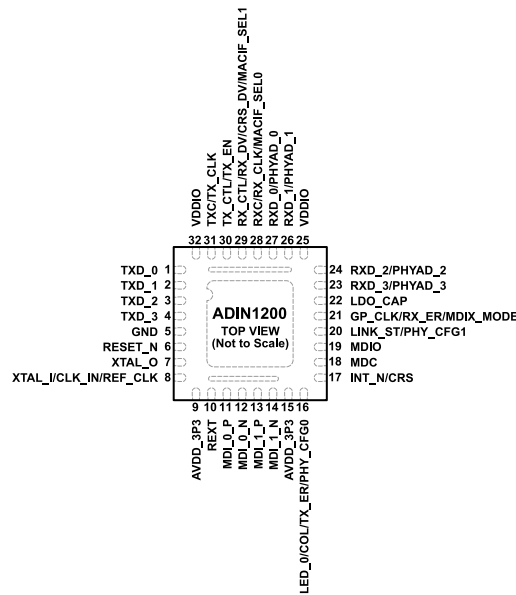 32 VDDIO
31 TXC/TX_CLK
30 TX_CTL/TX_EN
29 RX_CTL/RX_DV/CRS_DV/MACIF_SEL1
28 RXC/RX_CLK/MACIF_SEL0
27 RXD_0/PHYAD_0
26 RXD_1/PHYAD_1
25 VDDIO
TXD_0 1
TXD_1 2
TXD_2 3
TXD_3 4
GND 5
RESET_N 6
XTAL_O 7
XTAL_I/CLK_IN/REF_CLK 8
ADIN1200
TOP VIEW
(Not to Scale)
24 RXD_2/PHYAD_2
23 RXD_3/PHYAD_3
22 LDO_CAP
21 GP_CLK/RX_ER/MDIX_MODE
20 LINK_ST/PHY_CFG1
19 MDIO
18 MDC
17 INT_N/CRS
9 AVDD_3P3
10 REXT
11 MDI_0_P
12 MDI_0_N
13 MDI_1_P
14 MDI_1_N
15 AVDD_3P3
16 LED_0/COL/TX_ER/PHY_CFG0